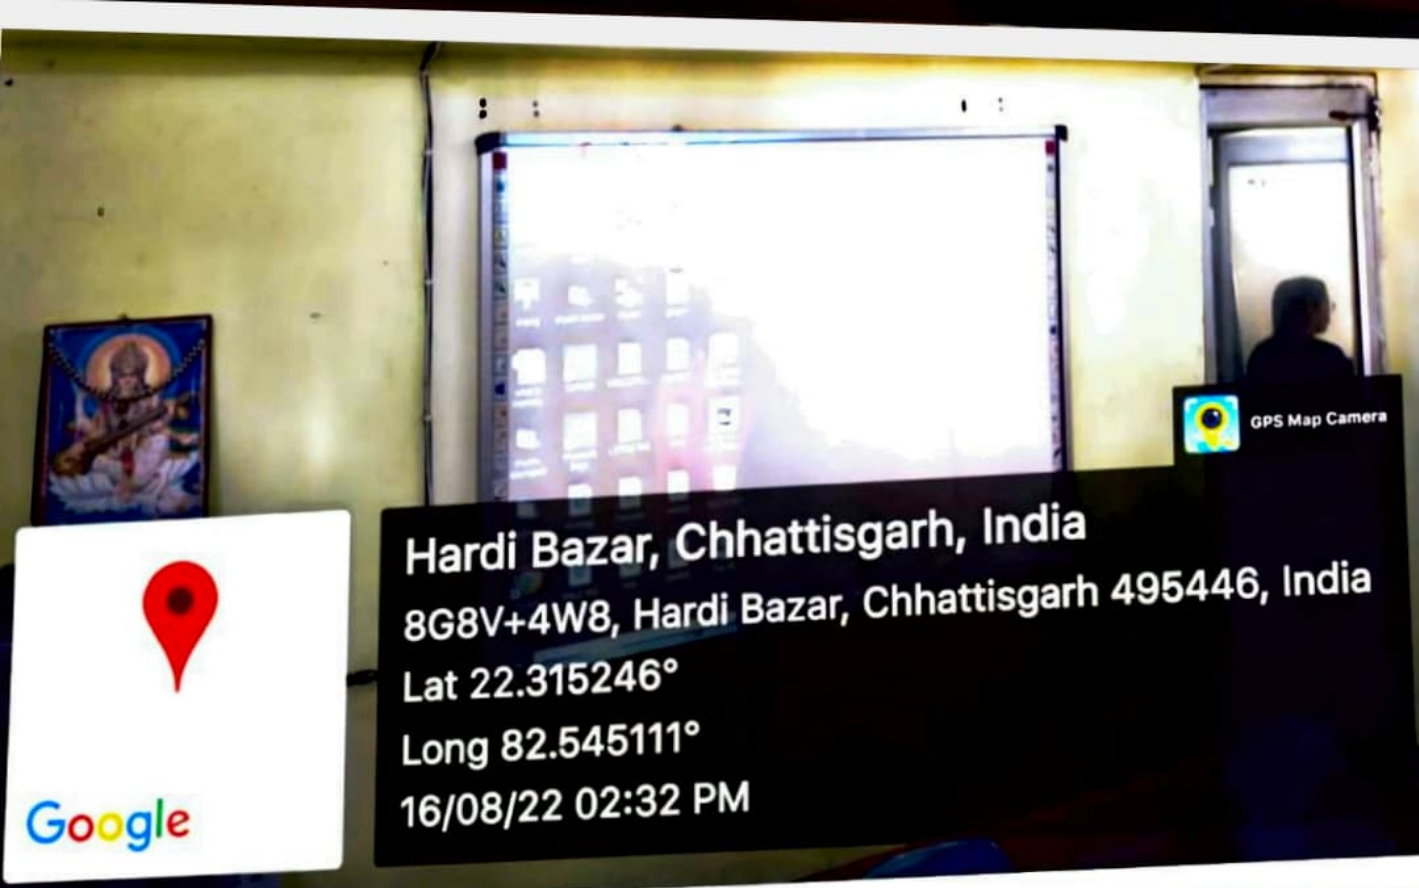 GPS Map Camera
Hardi Bazar, Chhattisgarh, India
8G8V+4W8, Hardi Bazar, Chhattisgarh 495446, India
Lat 22.315246°
Long 82.545111°
16/08/22 02:32 PM
Google